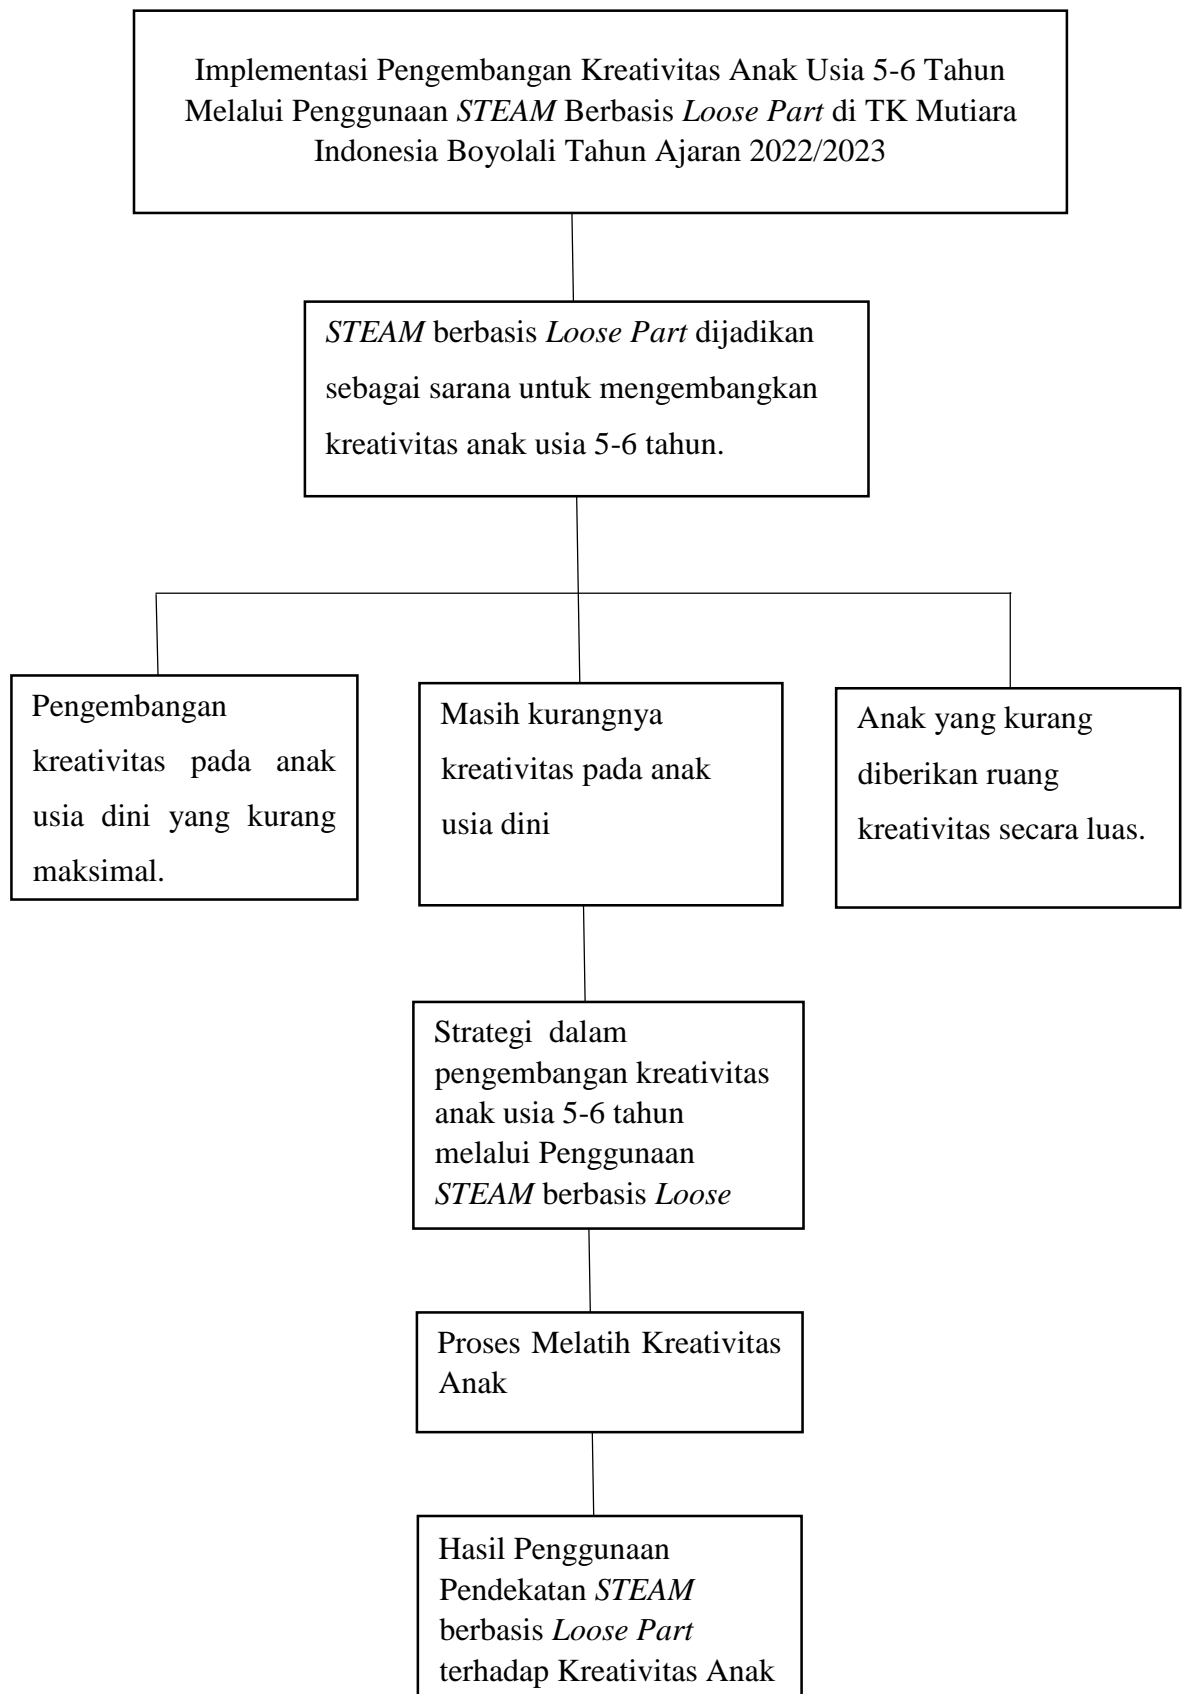 Implementasi Pengembangan Kreativitas Anak Usia 5-6 Tahun
Melalui Penggunaan STEAM Berbasis Loose Part di TK Mutiara
Indonesia Boyolali Tahun Ajaran 2022/2023
STEAM berbasis Loose Part dijadikan
sebagai sarana untuk mengembangkan
kreativitas anak usia 5-6 tahun.
Pengembangan
kreativitas pada anak
usia dini yang kurang
maksimal.
Masih kurangnya
kreativitas pada anak
usia dini
Anak yang kurang
diberikan ruang
kreativitas secara luas.
Strategi dalam
pengembangan kreativitas
anak usia 5-6 tahun
melalui Penggunaan
STEAM berbasis Loose
Proses Melatih Kreativitas
Anak
Hasil Penggunaan
Pendekatan STEAM
berbasis Loose Part
terhadap Kreativitas Anak